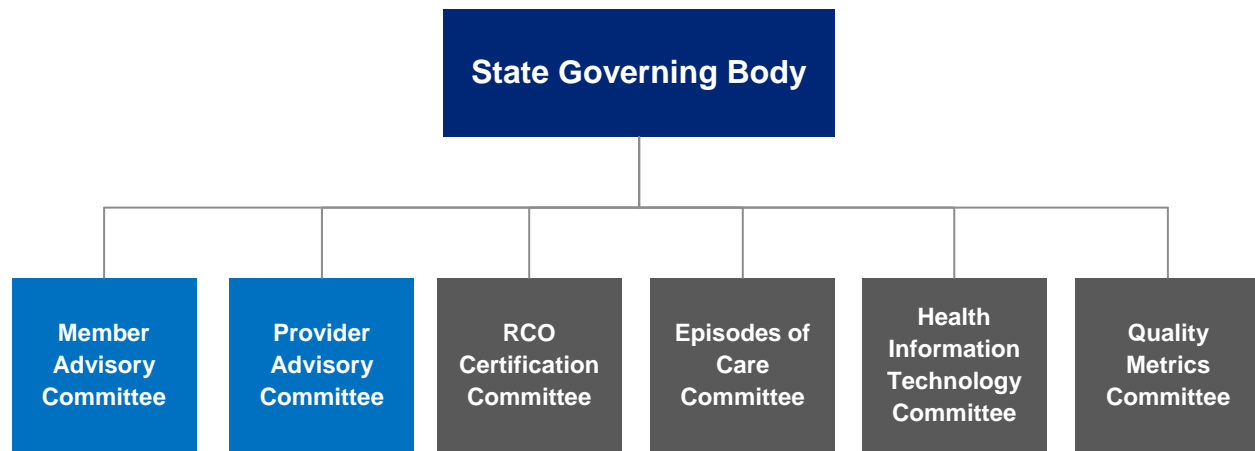 State Governing Body
Member
Advisory
Committee
Provider
Advisory
Committee
RCO
Certification
Committee
Episodes of
Care
Committee
Health
Information
Technology
Committee
Quality
Metrics
Committee